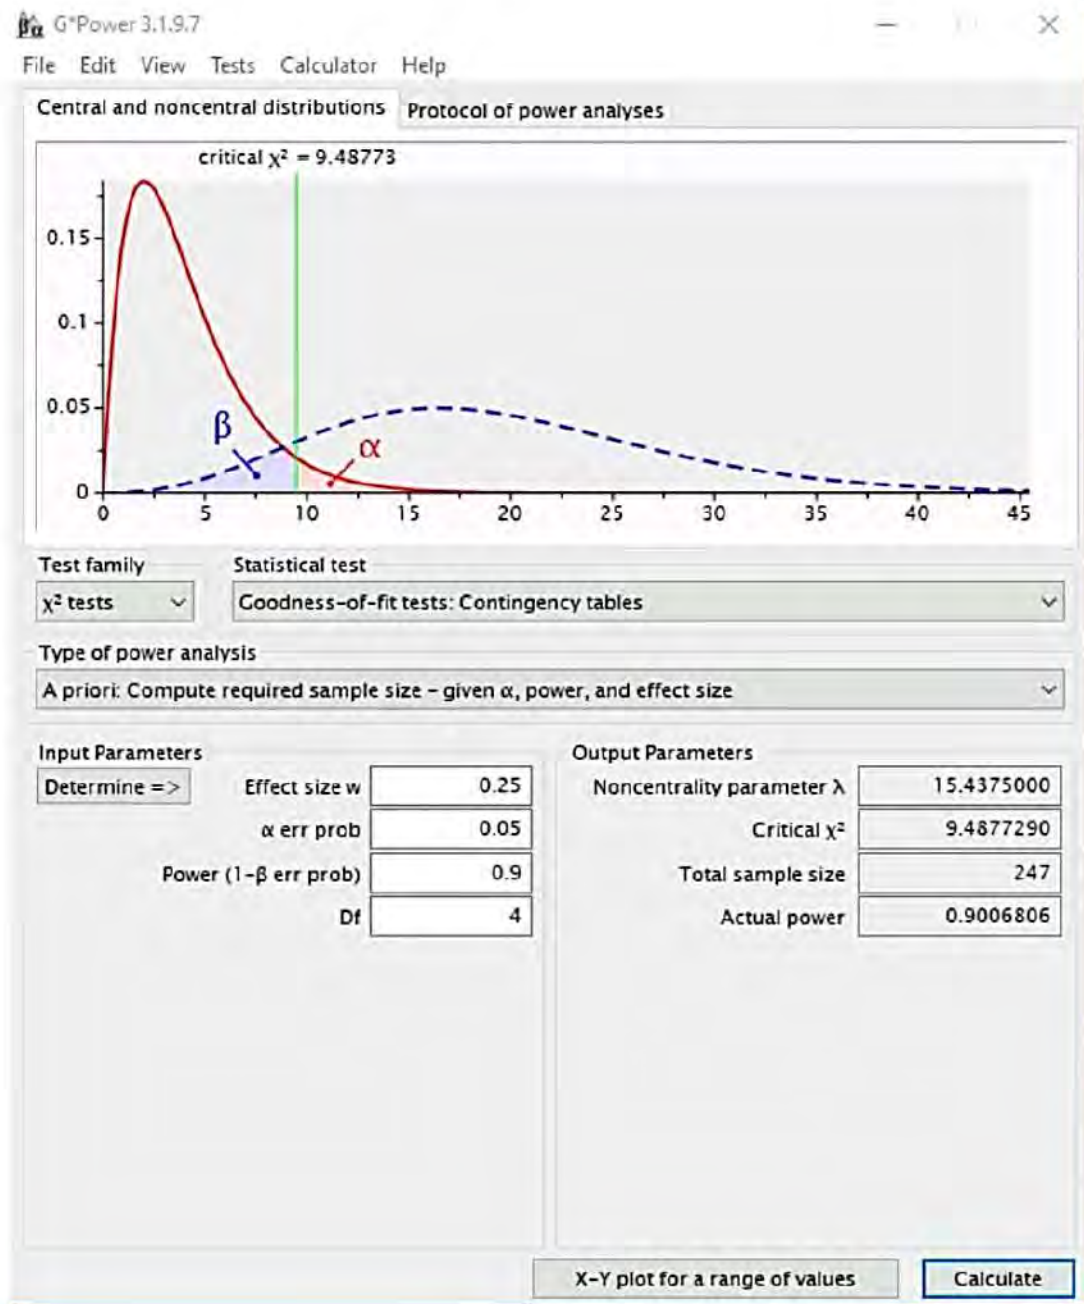 G*Power 3.1.9.7
File Edit View Tests Calculator Help
Central and noncentral distributions Protocol of power analyses
critical χ² = 9.48773
0.15
0.1
0.05
0
β
α
0 5 10 15 20 25 30 35 40 45
Test family Statistical test
χ² tests Goodness-of-fit tests: Contingency tables
Type of power analysis
A priori: Compute required sample size - given α, power, and effect size
Input Parameters
Determine => Effect size w 0.25
α err prob 0.05
Power (1-β err prob) 0.9
Df 4
Output Parameters
Noncentrality parameter λ 15.4375000
Critical χ² 9.4877290
Total sample size 247
Actual power 0.9006806
X-Y plot for a range of values Calculate